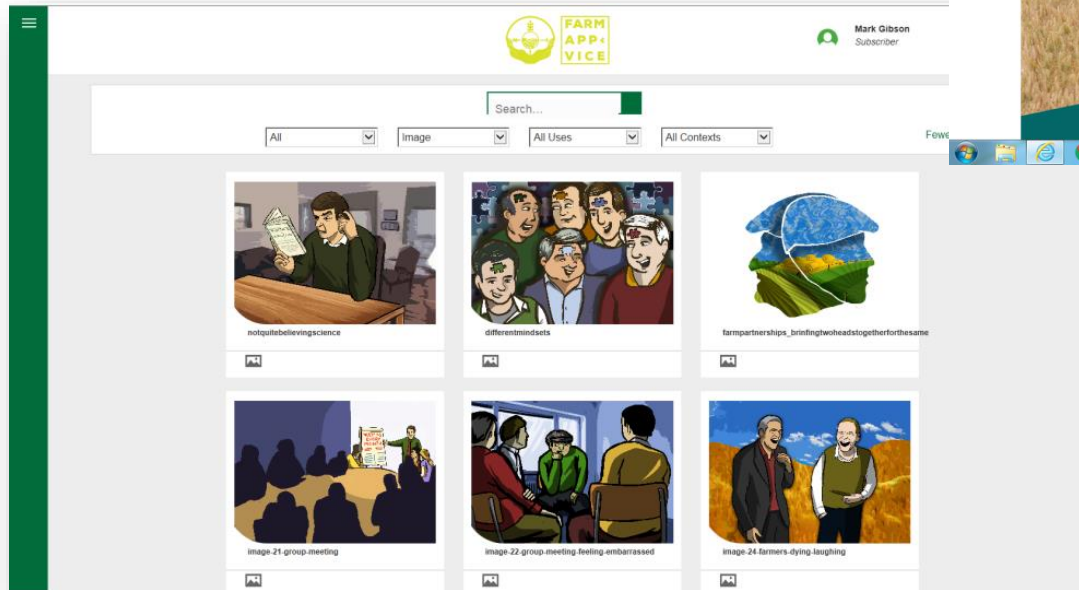 FARM
APP
VICE
Mark Gibson
Subscriber
Search...
All
Image
All Uses
All Contexts
Fewe
notquitebelievingscience
differentmindsets
farmpartnerships_brinfingtwoheadstogetherforthesame
image-21-group-meeting
image-22-group-meeting-feeling-embarrassed
image-24-farmers-dying-laughing